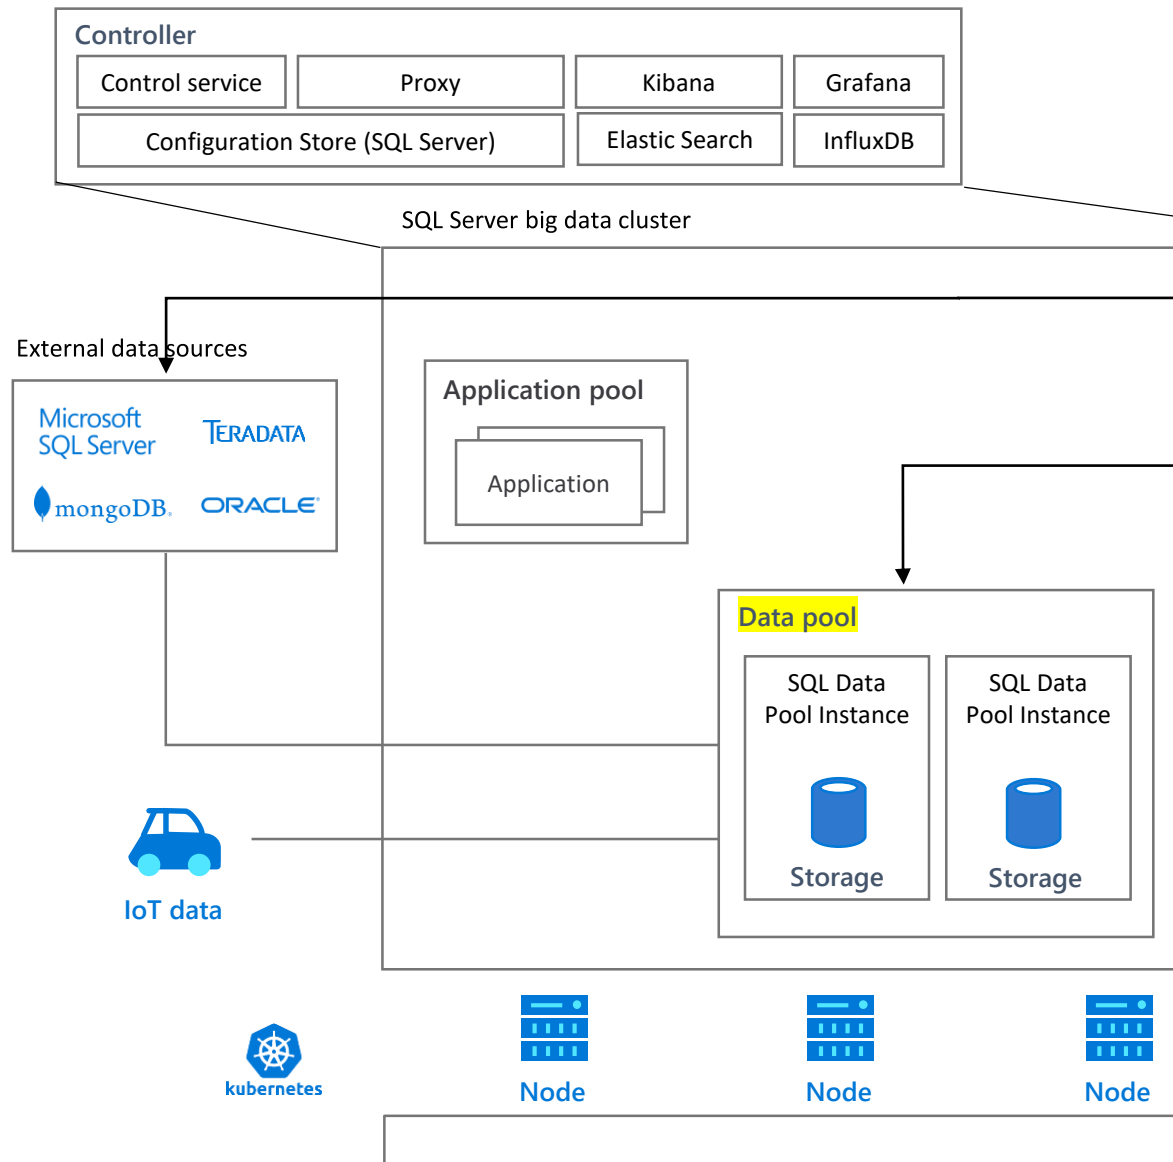 Controller
Control service
Proxy
Kibana
Grafana
Configuration Store (SQL Server)
Elastic Search
InfluxDB
SQL Server big data cluster
External data sources
Microsoft
SQL Server
TERADATA
mongoDB®
ORACLE®
Application pool
Application
Data pool
SQL Data
Pool Instance
Storage
SQL Data
Pool Instance
Storage
IoT data
kubernetes
Node
Node
Node